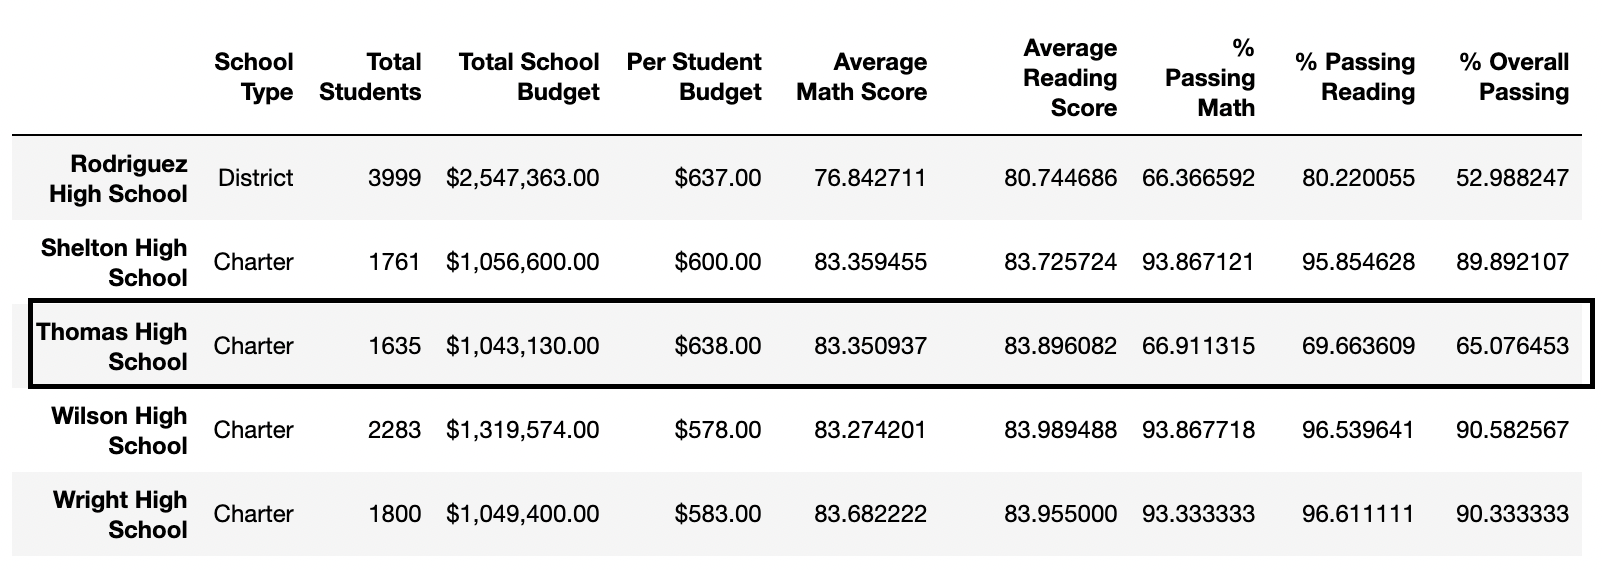 School Type Total Students Total School Budget Per Student Budget Average Math Score Average Reading Score % Passing Math % Passing Reading % Overall Passing
Rodriguez High School District 3999 $2,547,363.00 $637.00 76.842711 80.744686 66.366592 80.220055 52.988247
Shelton High School Charter 1761 $1,056,600.00 $600.00 83.359455 83.725724 93.867121 95.854628 89.892107
Thomas High School Charter 1635 $1,043,130.00 $638.00 83.350937 83.896082 66.911315 69.663609 65.076453
Wilson High School Charter 2283 $1,319,574.00 $578.00 83.274201 83.989488 93.867718 96.539641 90.582567
Wright High School Charter 1800 $1,049,400.00 $583.00 83.682222 83.955000 93.333333 96.611111 90.333333